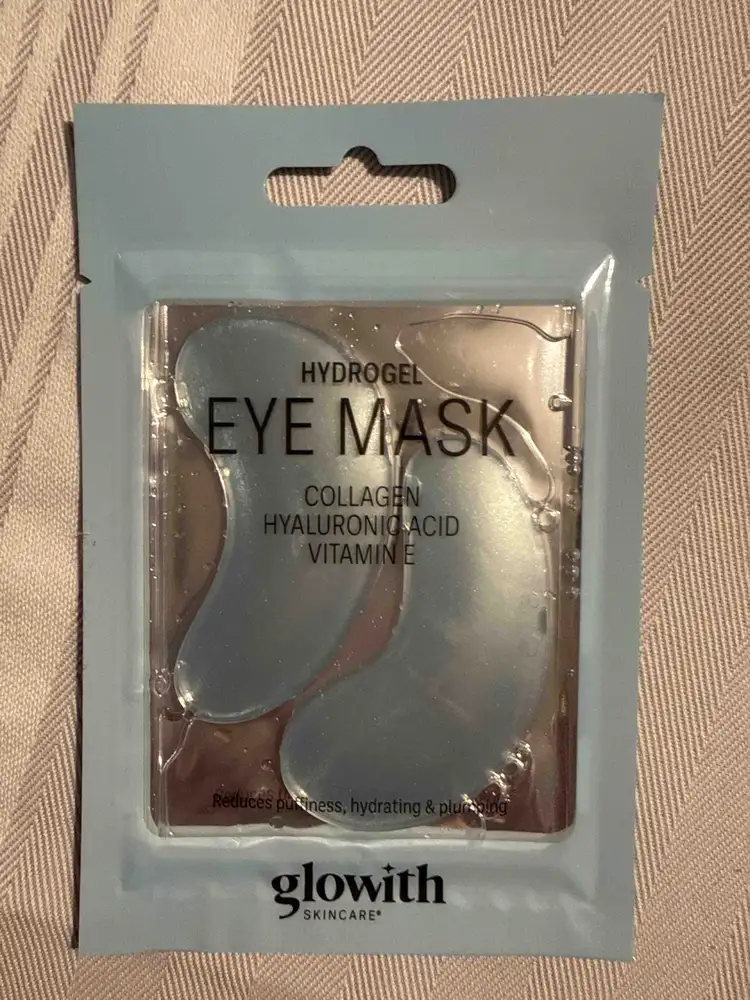 HYDROGEL
EYE MASK
COLLAGEN
HYALURONIC ACID
VITAMIN E
Reduces puffiness, hydrating & plumping
glowith
SKINCARE®